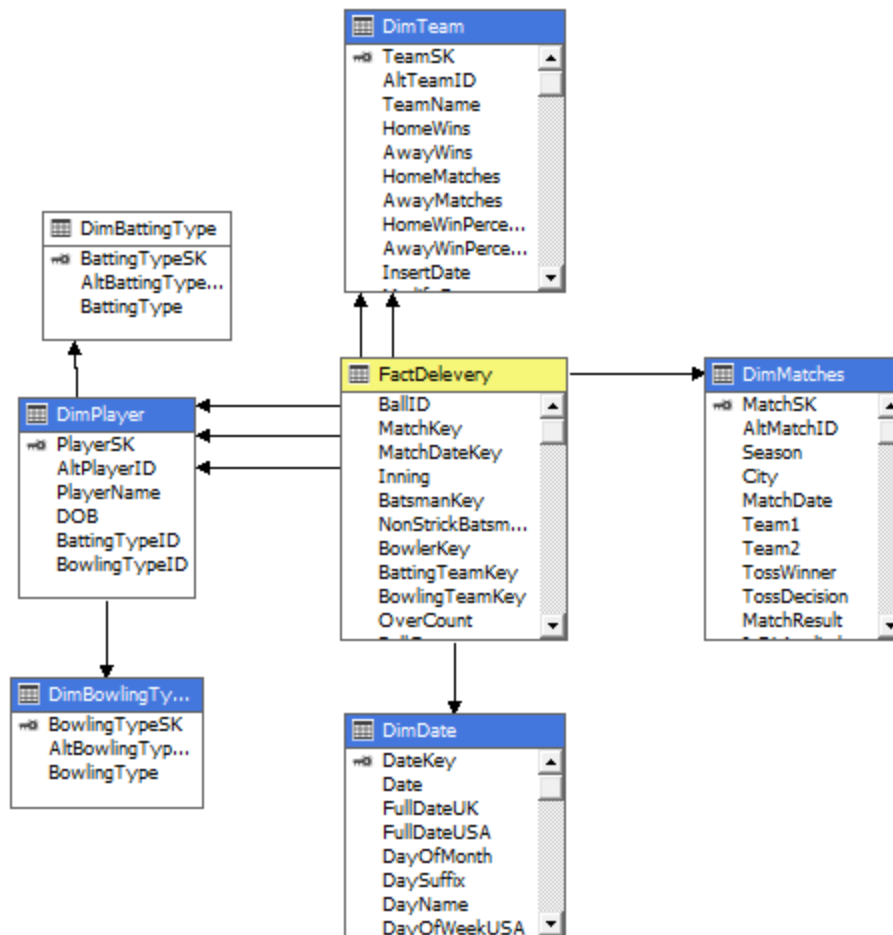 DimTeam
TeamSK
AltTeamID
TeamName
HomeWins
AwayWins
HomeMatches
AwayMatches
HomeWinPerce...
AwayWinPerce...
InsertDate
DimBattingType
BattingTypeSK
AltBattingType...
BattingType
DimPlayer
PlayerSK
AltPlayerID
PlayerName
DOB
BattingTypeID
BowlingTypeID
FactDelevery
BallID
MatchKey
MatchDateKey
Inning
BatsmanKey
NonStrickBatsm...
BowlerKey
BattingTeamKey
BowlingTeamKey
OverCount
DimMatches
MatchSK
AltMatchID
Season
City
MatchDate
Team1
Team2
TossWinner
TossDecision
MatchResult
DimBowlingTy...
BowlingTypeSK
AltBowlingTyp...
BowlingType
DimDate
DateKey
Date
FullDateUK
FullDateUSA
DayOfMonth
DaySuffix
DayName
DayOfWeekUSA